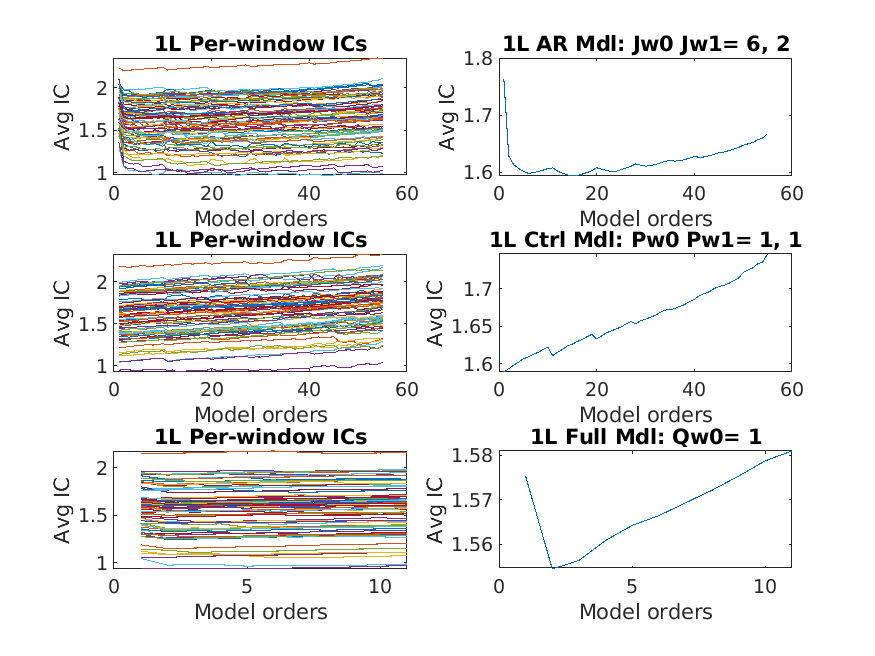 1L Per-window ICs
Avg IC
2
1.5
1
0 20 40 60
Model orders
1L AR Mdl: Jw0 Jw1= 6, 2
Avg IC
1.8
1.7
1.6
0 20 40 60
Model orders
1L Per-window ICs
Avg IC
2
1.5
1
0 20 40 60
Model orders
1L Ctrl Mdl: Pw0 Pw1= 1, 1
Avg IC
1.7
1.65
1.6
0 20 40 60
Model orders
1L Per-window ICs
Avg IC
2
1.5
1
0 5 10
Model orders
1L Full Mdl: Qw0= 1
Avg IC
1.58
1.57
1.56
0 5 10
Model orders